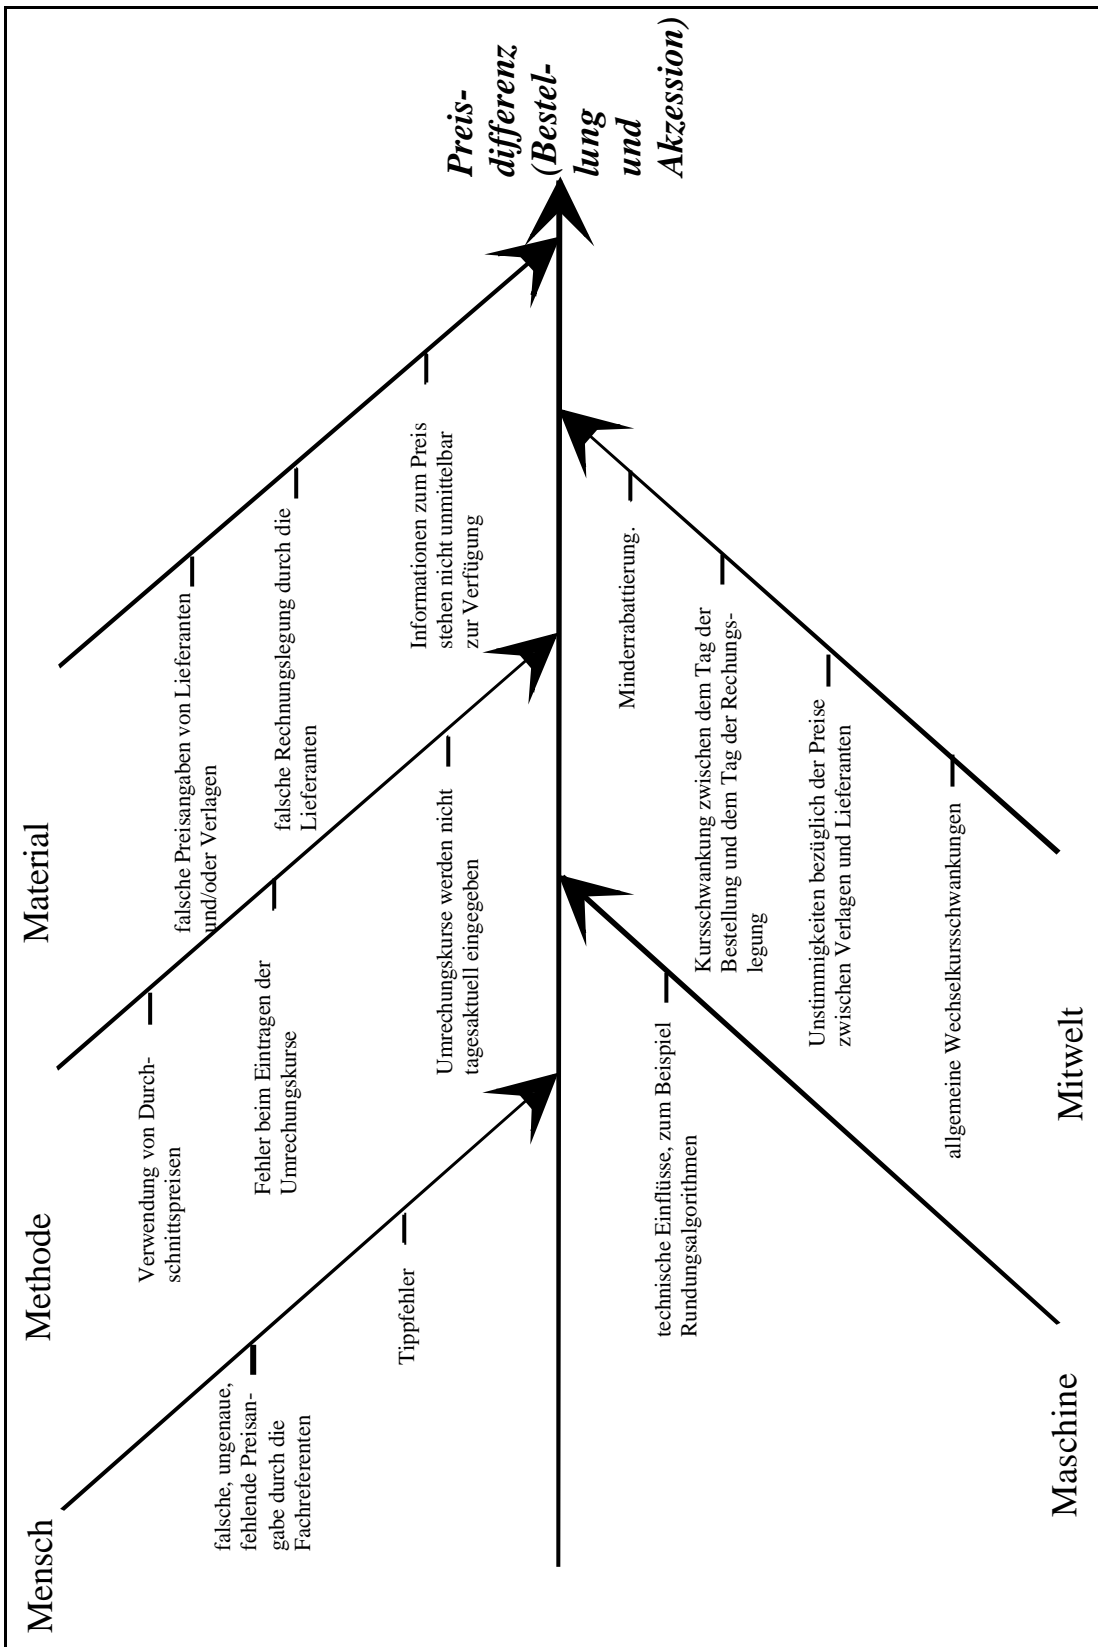 Mensch
falsche, ungenaue,
fehlende Preisan-
gabe durch die
Fachreferenten
Tippfehler
Methode
Verwendung von Durch-
schnittspreisen
Fehler beim Eintragen der
Umrechungskurse
Umrechungskurse werden nicht
tagesaktuell eingegeben
Material
falsche Preisangaben von Lieferanten
und/oder Verlagen
falsche Rechnungslegung durch die
Lieferanten
Informationen zum Preis
stehen nicht unmittelbar
zur Verfügung
Preis-
differenz
(Bestel-
lung
und
Akzession)
Maschine
technische Einflüsse, zum Beispiel
Rundungsalgorithmen
Mitwelt
Minderrabattierung.
Kursschwankung zwischen dem Tag der
Bestellung und dem Tag der Rechungs-
legung
Unstimmigkeiten bezüglich der Preise
zwischen Verlagen und Lieferanten
allgemeine Wechselkursschwankungen